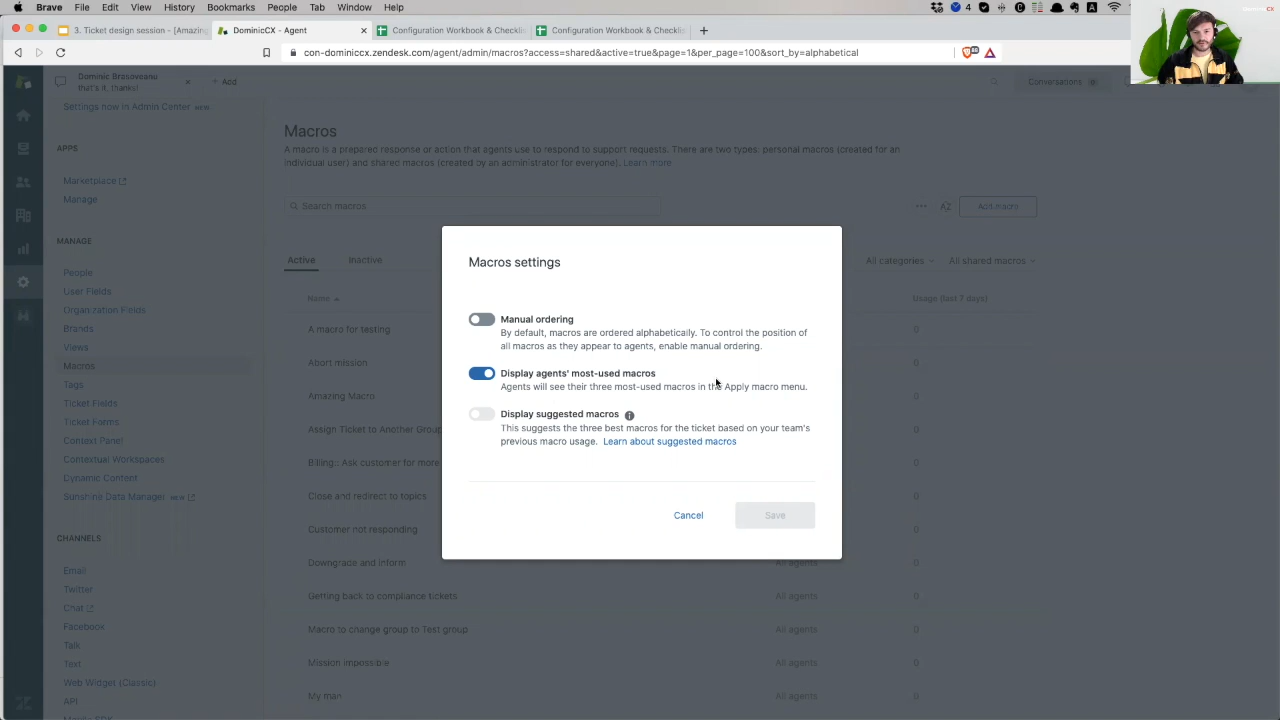 Brave File Edit View History Bookmarks People Tab Window Help
3. Ticket design session - [Amazing
DominicCX - Agent
Configuration Workbook & Checklis
Configuration Workbook & Checklis
con-dominiccx.zendesk.com/agent/admin/macros?access=shared&active=true&page=1&per_page=100&sort_by=alphabetical
Dominic Brasoveanu
that's it, thanks!
+ Add
Conversations
Settings now in Admin Center NEW
APPS
Marketplace
Manage
MANAGE
People
User Fields
Organization Fields
Brands
Views
Macros
Tags
Ticket Fields
Ticket Forms
Context Panel
Contextual Workspaces
Dynamic Content
Sunshine Data Manager NEW
CHANNELS
Email
Twitter
Chat
Facebook
Talk
Text
Web Widget (Classic)
API
Mobile SDK
Macros
A macro is a prepared response or action that agents use to respond to support requests. There are two types: personal macros (created for an
individual user) and shared macros (created by an administrator for everyone). Learn more
Search macros
Add macro
Active Inactive
All categories All shared macros
Name Usage (last 7 days)
A macro for testing 0
Abort mission 0
Amazing Macro 0
Assign Ticket to Another Group 0
Billing:: Ask customer for more 0
Close and redirect to topics 0
Customer not responding 0
Downgrade and inform All agents 0
Getting back to compliance tickets All agents 0
Macro to change group to Test group All agents 0
Mission impossible All agents 0
My man All agents 0
Macros settings
Manual ordering
By default, macros are ordered alphabetically. To control the position of
all macros as they appear to agents, enable manual ordering.
Display agents' most-used macros
Agents will see their three most-used macros in the Apply macro menu.
Display suggested macros
This suggests the three best macros for the ticket based on your team's
previous macro usage. Learn about suggested macros
Cancel Save